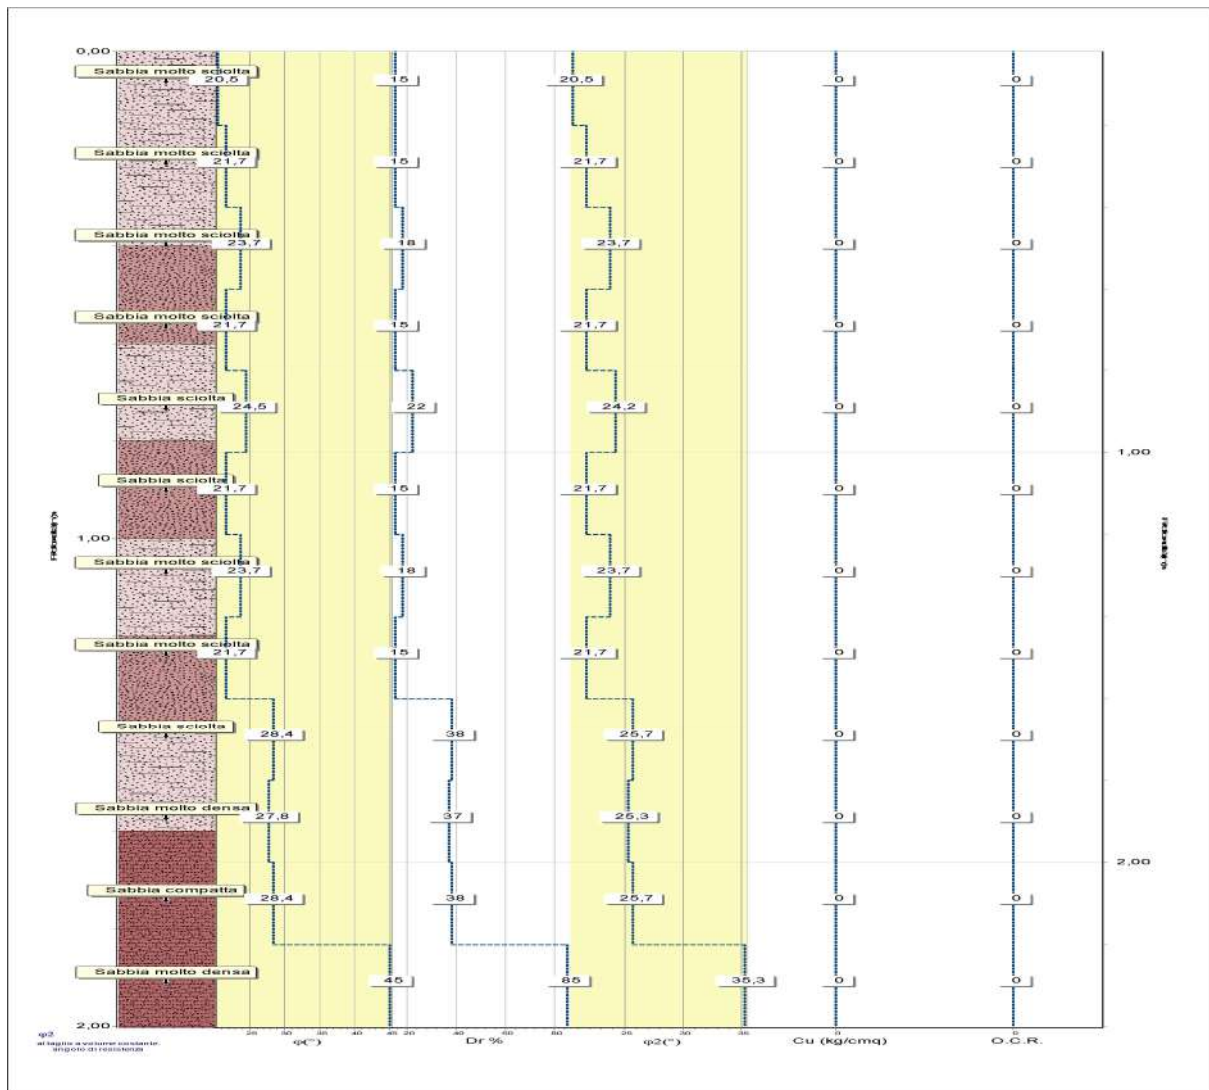 0,00
Sabbia molto sciolta
20,5 15 20,5 0 0
Sabbia molto sciolta
21,7 15 21,7 0 0
Sabbia molto sciolta
23,7 18 23,7 0 0
Sabbia molto sciolta
21,7 15 21,7 0 0
Sabbia sciolta
24,5 22 24,2 0 0
1,00
Sabbia sciolta
21,7 15 21,7 0 0
1,00
Sabbia molto sciolta
23,7 18 23,7 0 0
Sabbia molto sciolta
21,7 15 21,7 0 0
Sabbia sciolta
28,4 38 25,7 0 0
Sabbia molto densa
27,8 37 25,3 0 0
2,00
Sabbia compatta
28,4 38 25,7 0 0
Sabbia molto densa
45 85 35,3 0 0
2,00
25 30 35 40 45 20 40 60 80 25 35 0 0
φ2
al taglio a volume costante
angolo di resistenza
φ(°) Dr % φ2(°) Cu (kg/cmq) O.C.R.